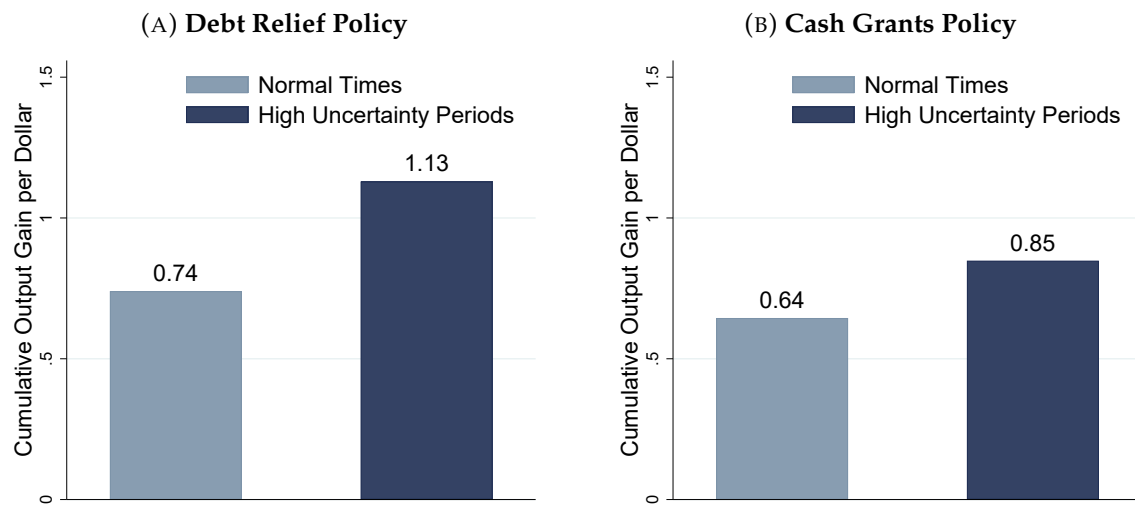 (A) Debt Relief Policy
Cumulative Output Gain per Dollar
0
.5
1
1.5
Normal Times
High Uncertainty Periods
0.74
1.13
(B) Cash Grants Policy
Cumulative Output Gain per Dollar
0
.5
1
1.5
Normal Times
High Uncertainty Periods
0.64
0.85